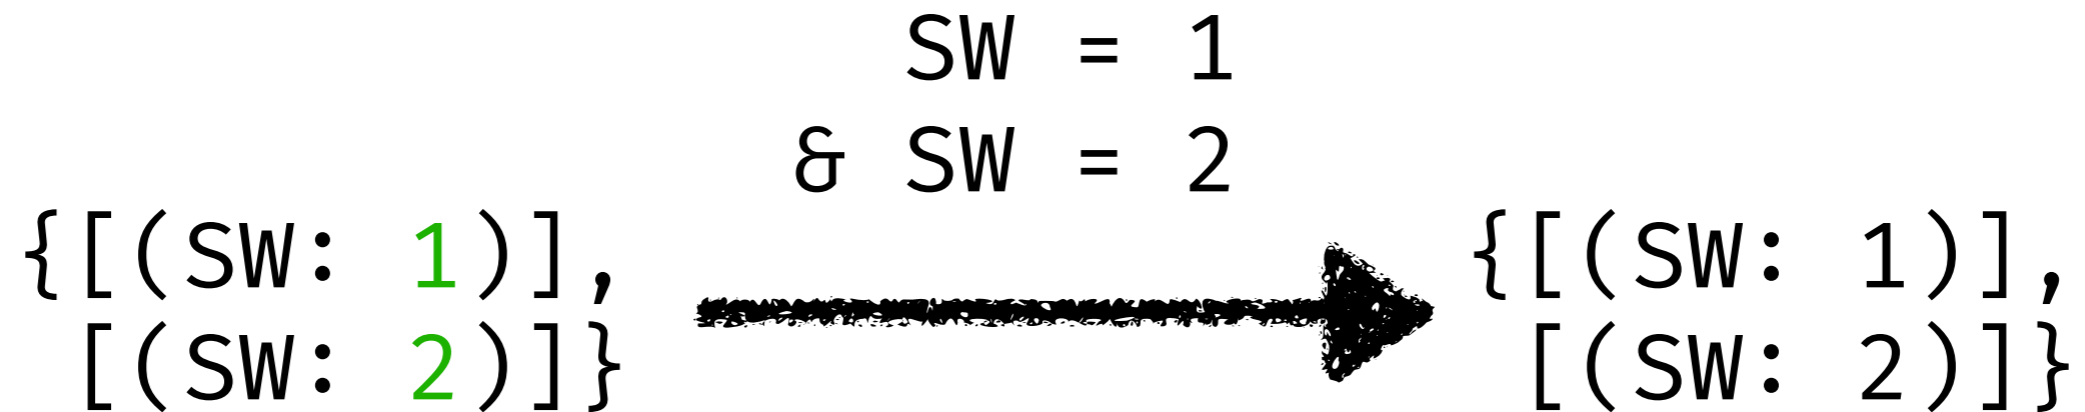 SW = 1
& SW = 2
{[(SW: 1)],
[(SW: 2)]}
{[(SW: 1)],
[(SW: 2)]}